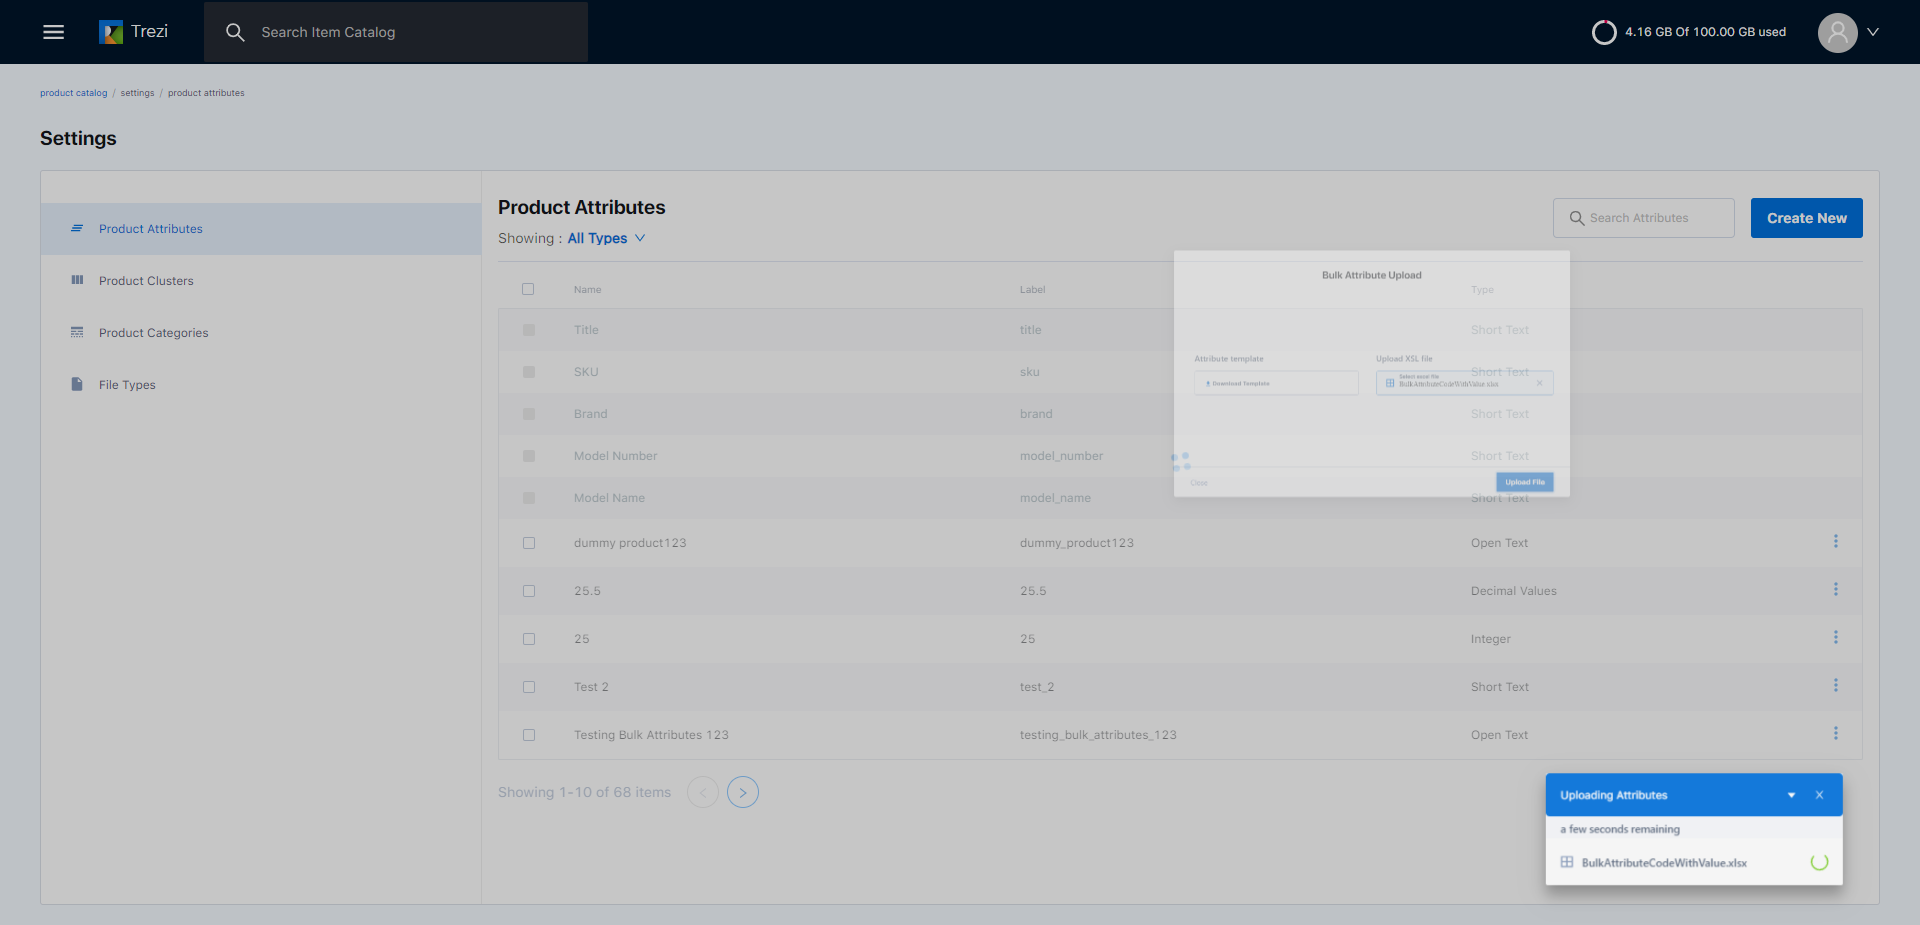 Trezi
Search Item Catalog
4.16 GB Of 100.00 GB used
product catalog / settings / product attributes
Settings
Product Attributes
Product Clusters
Product Categories
File Types
Product Attributes
Showing : All Types
Search Attributes
Create New
Name Label Type
Title title Short Text
SKU sku Short Text
Brand brand Short Text
Model Number model_number Short Text
Model Name model_name Short Text
dummy product123 dummy_product123 Open Text
25.5 25.5 Decimal Values
25 25 Integer
Test 2 test_2 Short Text
Testing Bulk Attributes 123 testing_bulk_attributes_123 Open Text
Showing 1-10 of 68 items
Bulk Attribute Upload
Attribute template
Download Template
Upload XSL file
Select excel file
BulkAttributeCodeWithValue.xlsx
Close
Upload File
Uploading Attributes
a few seconds remaining
BulkAttributeCodeWithValue.xlsx